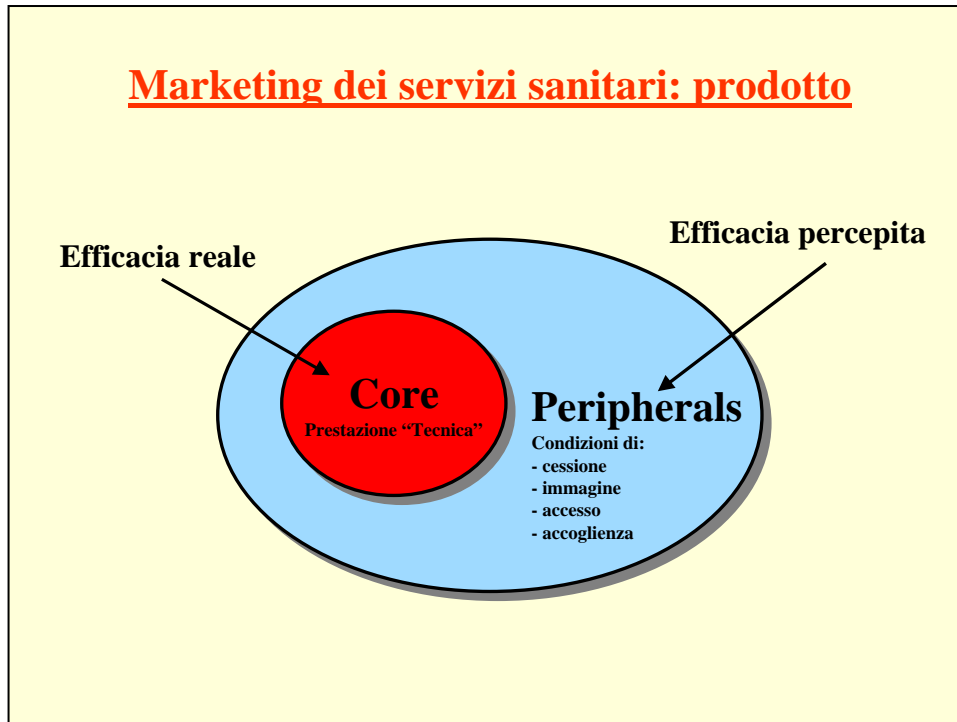 Marketing dei servizi sanitari: prodotto
Efficacia reale
Efficacia percepita
Core
Prestazione “Tecnica”
Peripherals
Condizioni di:
- cessione
- immagine
- accesso
- accoglienza